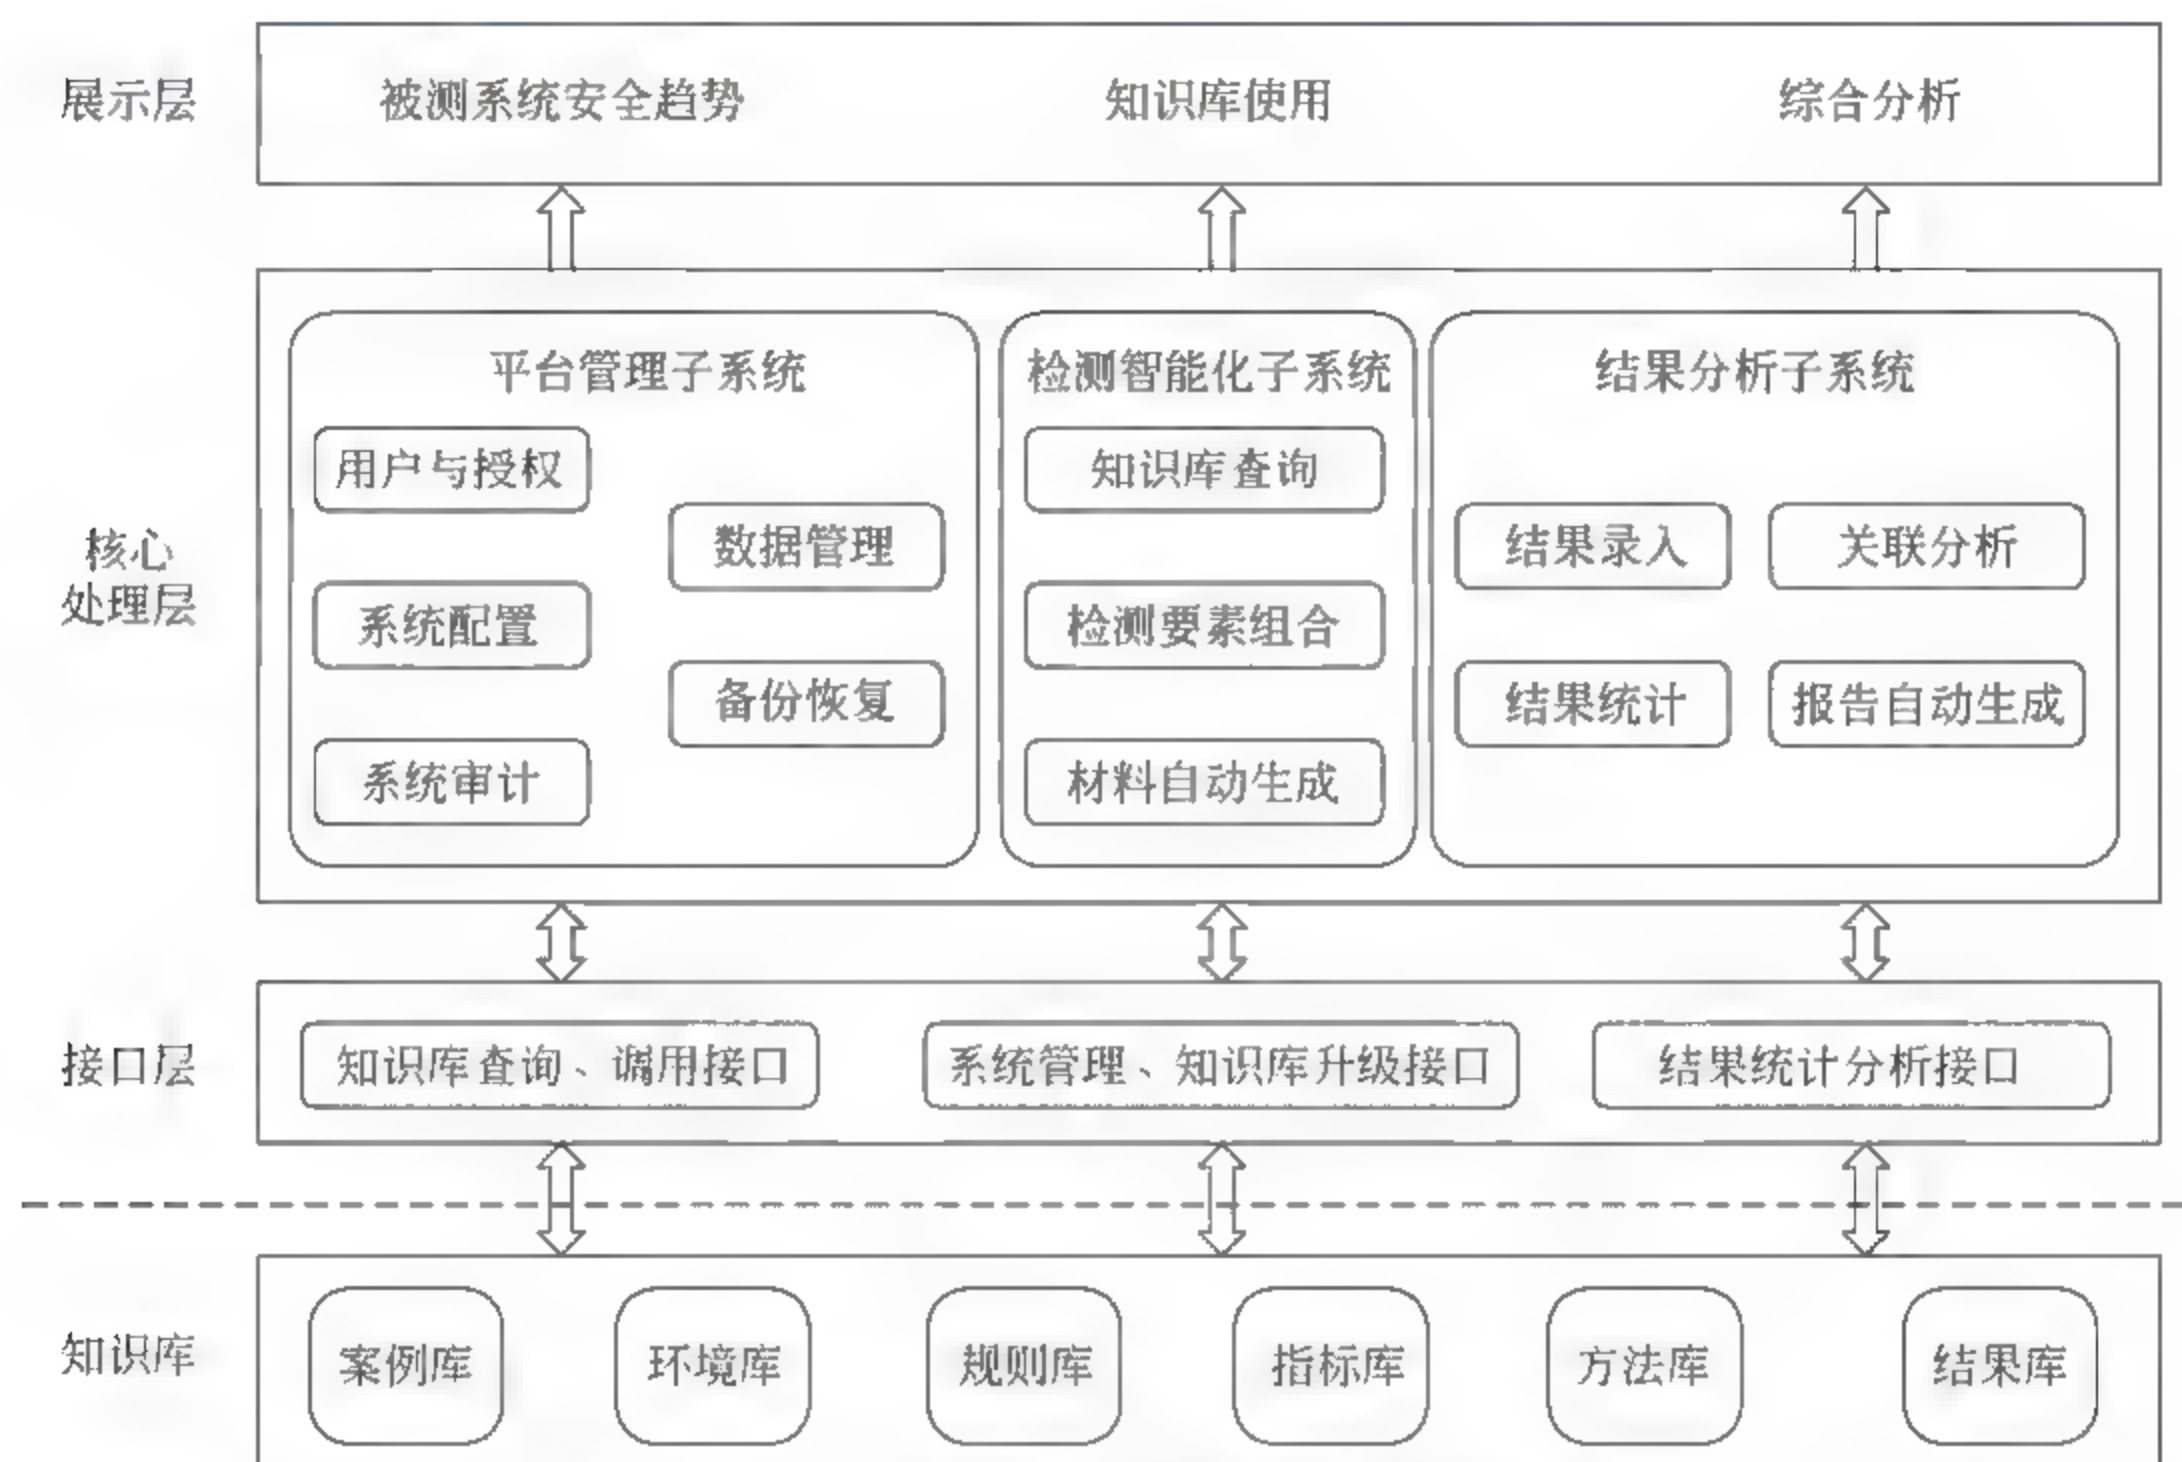 展示层
被测系统安全趋势
知识库使用
综合分析
核心
处理层
平台管理子系统
用户与授权
数据管理
系统配置
备份恢复
系统审计
检测智能化子系统
知识库查询
检测要素组合
材料自动生成
结果分析子系统
结果录入
关联分析
结果统计
报告自动生成
接口层
知识库查询、调用接口
系统管理、知识库升级接口
结果统计分析接口
知识库
案例库
环境库
规则库
指标库
方法库
结果库